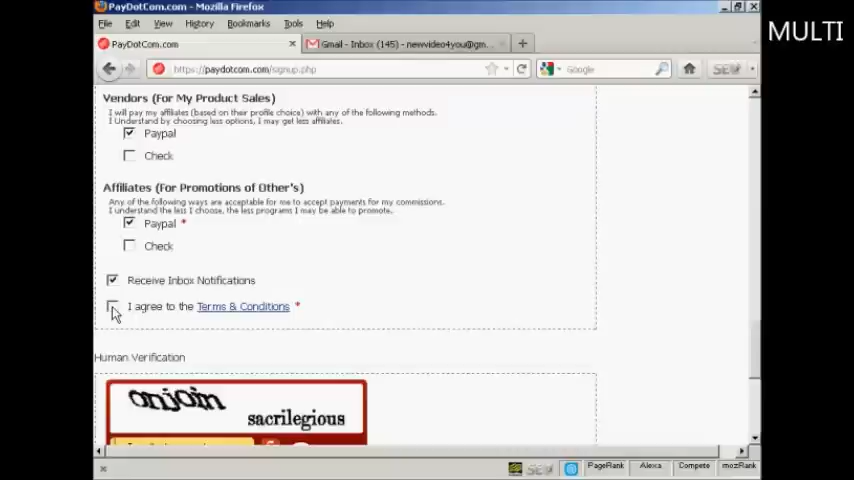 PayDotCom.com - Mozilla Firefox
MULTI
File Edit View History Bookmarks Tools Help
PayDotCom.com
Gmail - Inbox (145) - newvideo4you@gm...
https://paydotcom.com/signup.php
Google
Vendors (For My Product Sales)
I will pay my affiliates (based on their profile choice) with any of the following methods.
I Understand by choosing less options, I may get less affiliates.
Paypal
Check
Affiliates (For Promotions of Other's)
Any of the following ways are acceptable for me to accept payments for my commissions.
I understand the less I choose, the less programs I may be able to promote.
Paypal *
Check
Receive Inbox Notifications
I agree to the Terms & Conditions *
Human Verification
onjoin
sacrilegious
PageRank Alexa Compete mozRank